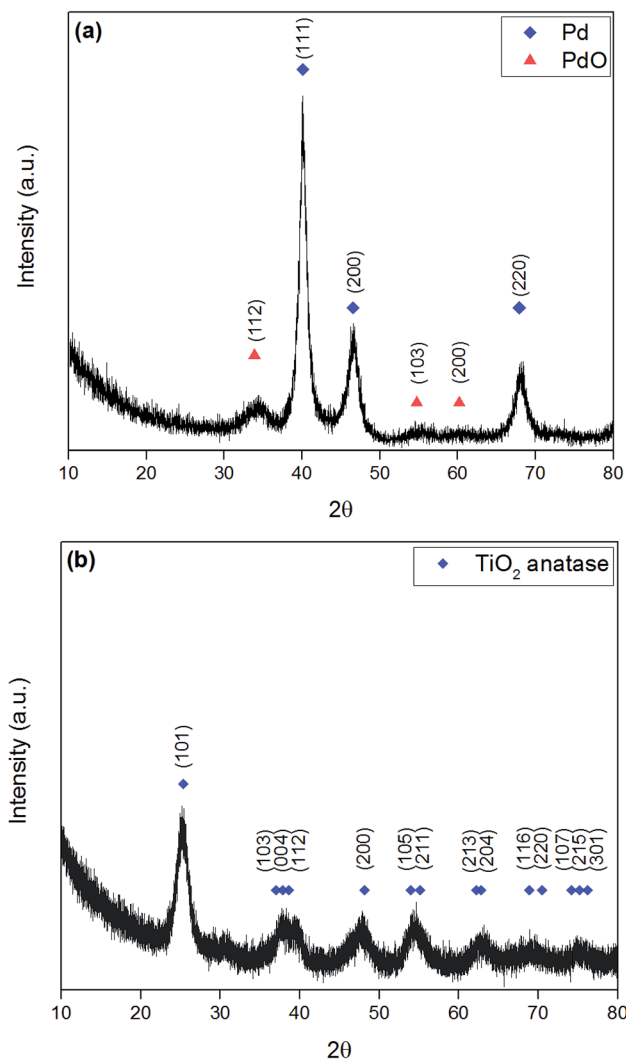 (a)
Pd
PdO
(111)
(200)
(220)
(112)
(103)
(200)
Intensity (a.u.)
10 20 30 40 50 60 70 80
2θ
(b)
TiO₂ anatase
(101)
(103)
(004)
(112)
(200)
(105)
(211)
(213)
(204)
(116)
(220)
(107)
(215)
(301)
Intensity (a.u.)
10 20 30 40 50 60 70 80
2θ